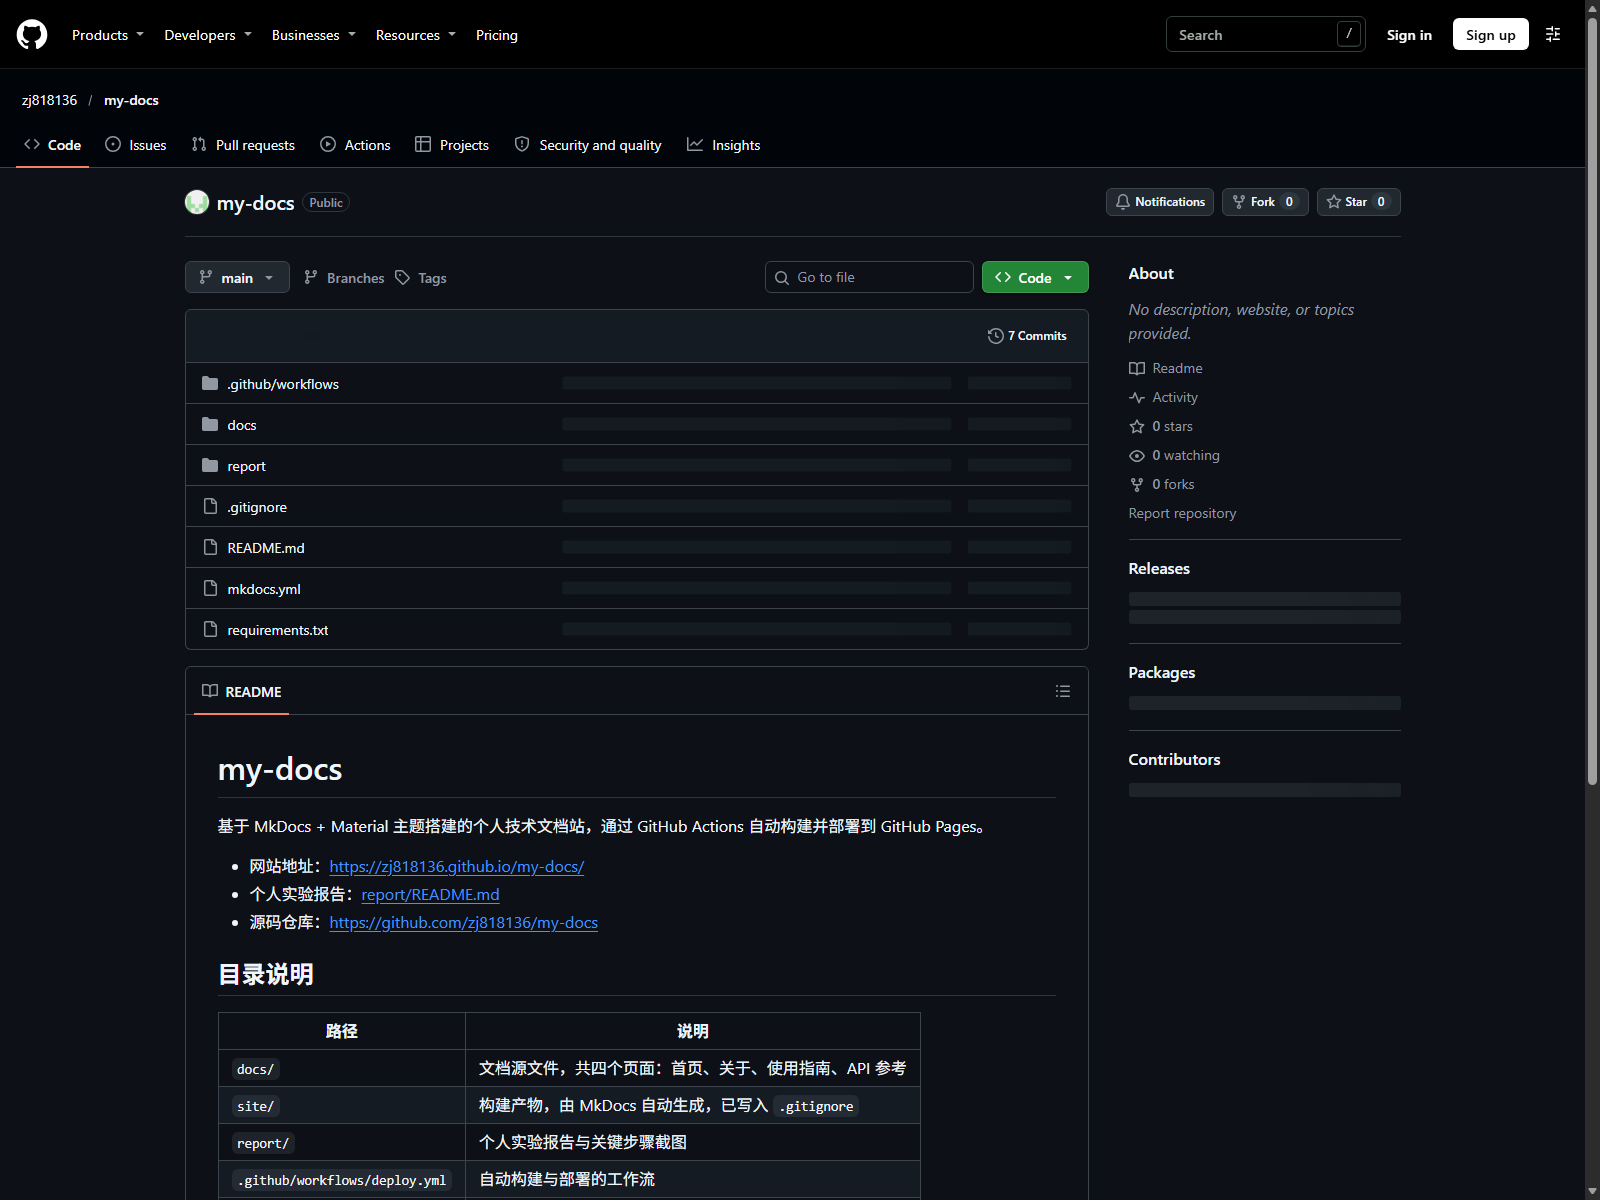 Products
Developers
Businesses
Resources
Pricing
Search
/
Sign in
Sign up
zj818136 / my-docs
Code
Issues
Pull requests
Actions
Projects
Security and quality
Insights
my-docs
Public
Notifications
Fork 0
Star 0
main
Branches
Tags
Go to file
Code
7 Commits
.github/workflows
docs
report
.gitignore
README.md
mkdocs.yml
requirements.txt
About
No description, website, or topics
provided.
Readme
Activity
0 stars
0 watching
0 forks
Report repository
Releases
Packages
Contributors
README
my-docs
基于 MkDocs + Material 主题搭建的个人技术文档站，通过 GitHub Actions 自动构建并部署到 GitHub Pages。
网站地址：https://zj818136.github.io/my-docs/
个人实验报告：report/README.md
源码仓库：https://github.com/zj818136/my-docs
目录说明
路径 说明
docs/ 文档源文件，共四个页面：首页、关于、使用指南、API 参考
site/ 构建产物，由 MkDocs 自动生成，已写入 .gitignore
report/ 个人实验报告与关键步骤截图
.github/workflows/deploy.yml 自动构建与部署的工作流